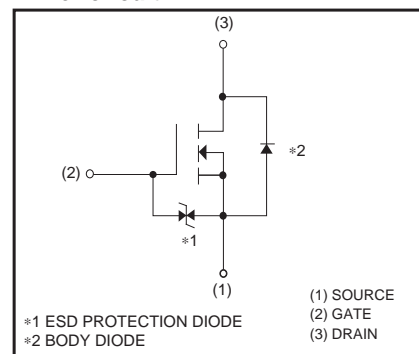 (3)
*2
(2)
*1
(1)
*1 ESD PROTECTION DIODE
*2 BODY DIODE
(1) SOURCE
(2) GATE
(3) DRAIN